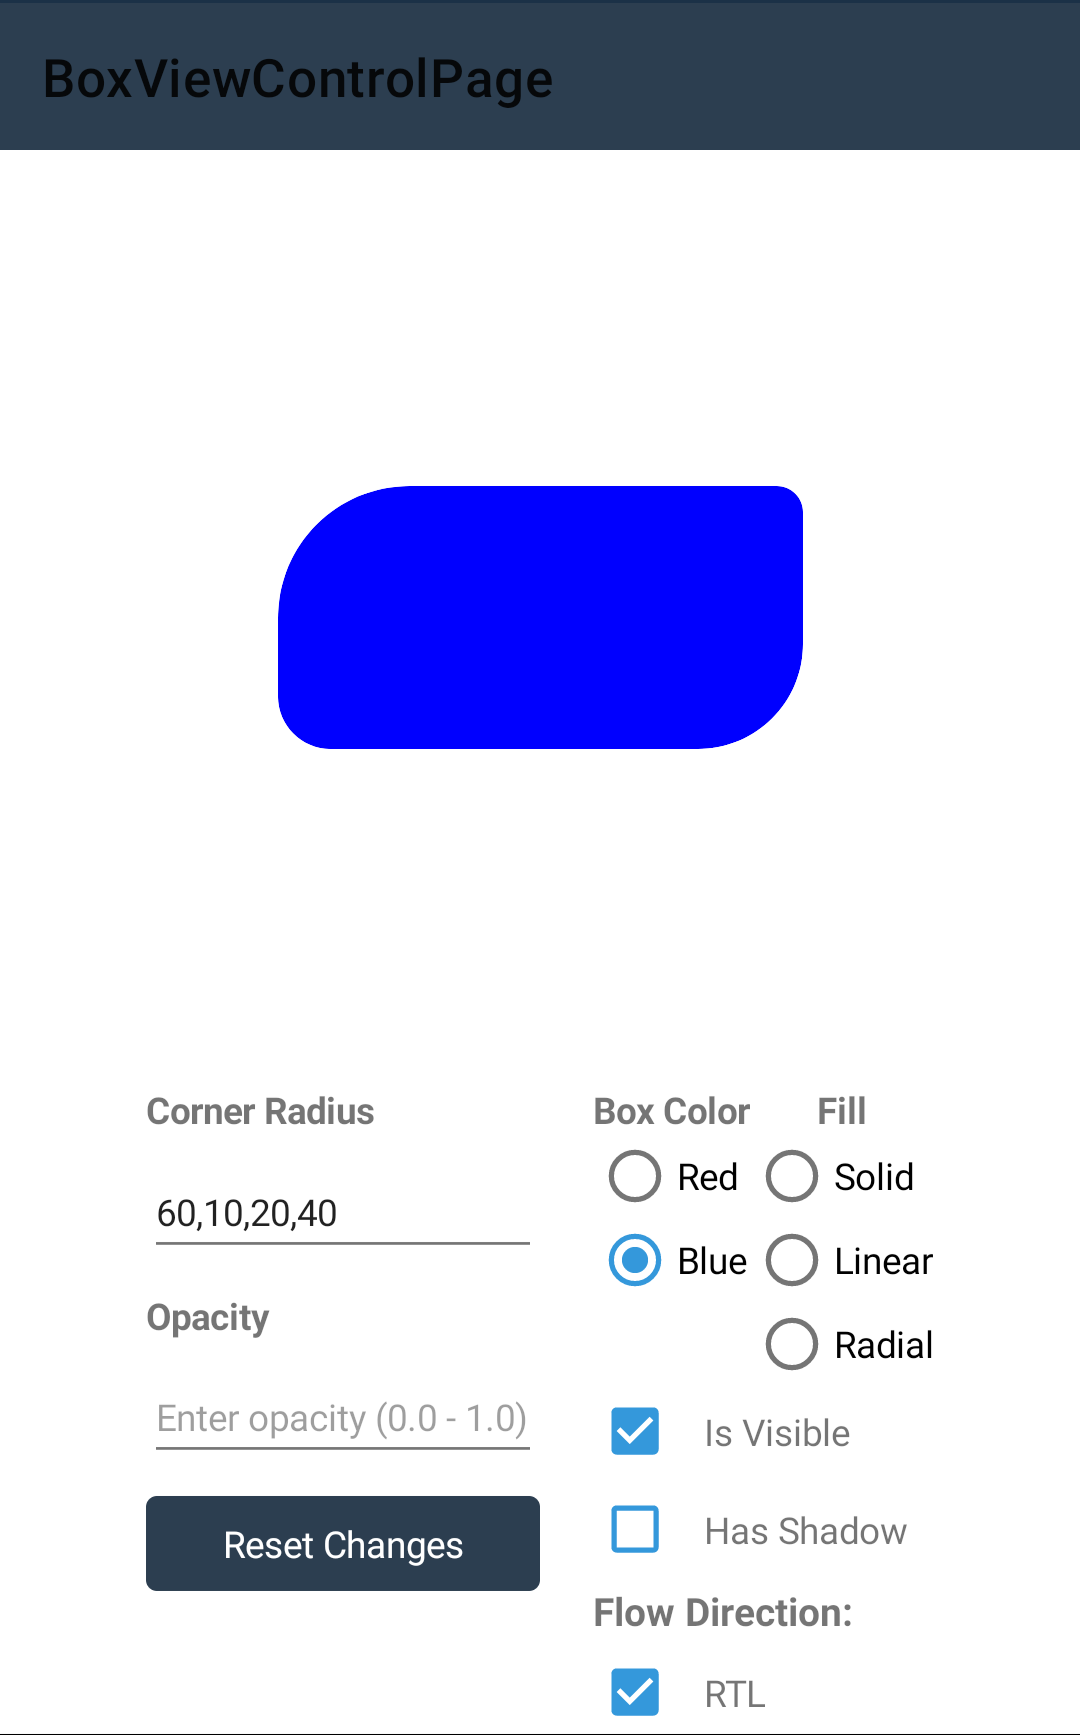 BoxViewControlPage
Corner Radius
60,10,20,40
Opacity
Enter opacity (0.0 - 1.0)
Reset Changes
Box Color
Fill
Red
Solid
Blue
Linear
Radial
Is Visible
Has Shadow
Flow Direction:
RTL